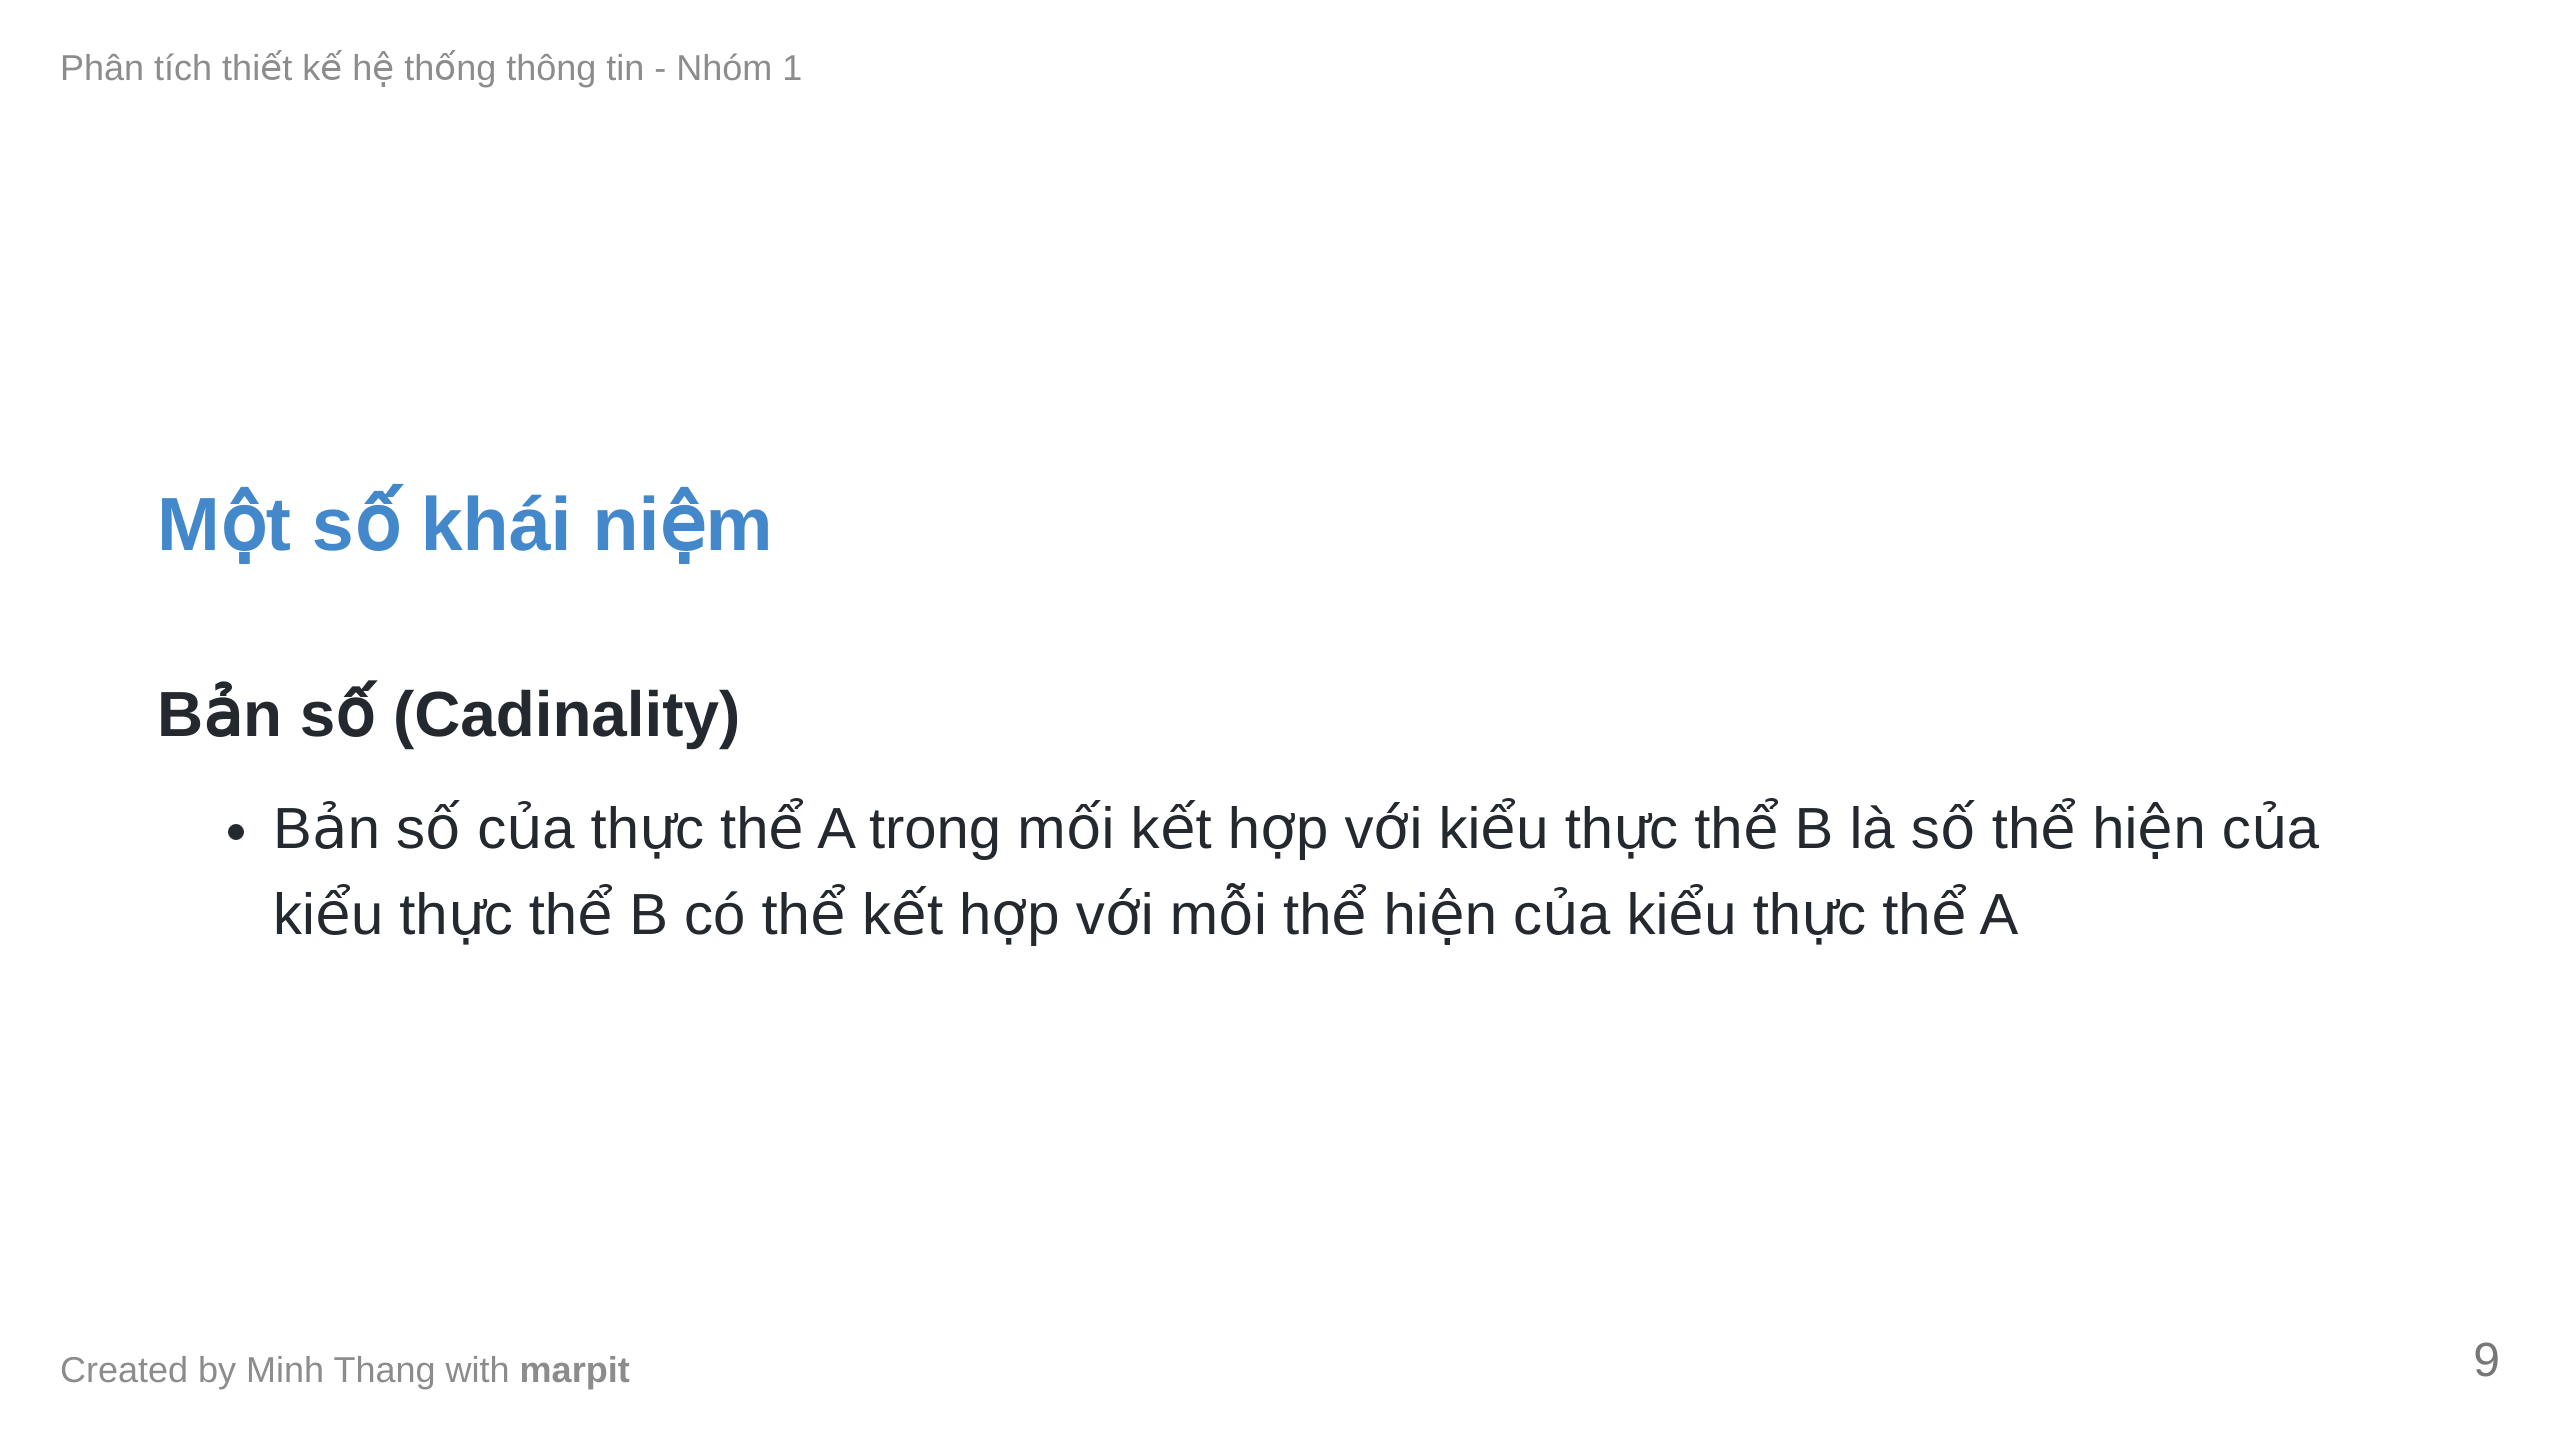 Phân tích thiết kế hệ thống thông tin - Nhóm 1
Một số khái niệm
Bản số (Cadinality)
• Bản số của thực thể A trong mối kết hợp với kiểu thực thể B là số thể hiện của
kiểu thực thể B có thể kết hợp với mỗi thể hiện của kiểu thực thể A
Created by Minh Thang with marpit
9